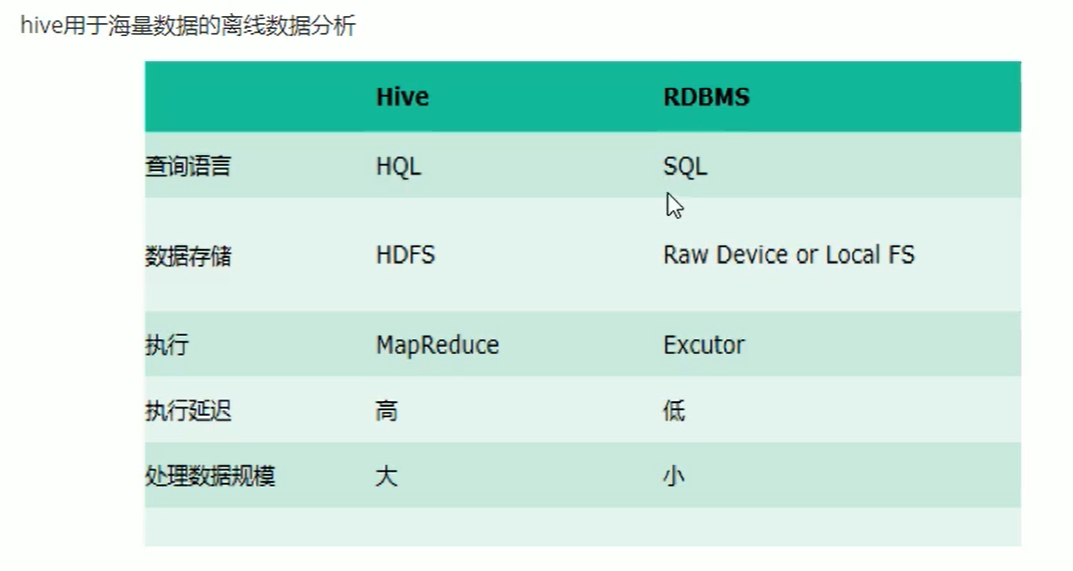 hive用于海量数据的离线数据分析
Hive RDBMS
查询语言 HQL SQL
数据存储 HDFS Raw Device or Local FS
执行 MapReduce Excutor
执行延迟 高 低
处理数据规模 大 小